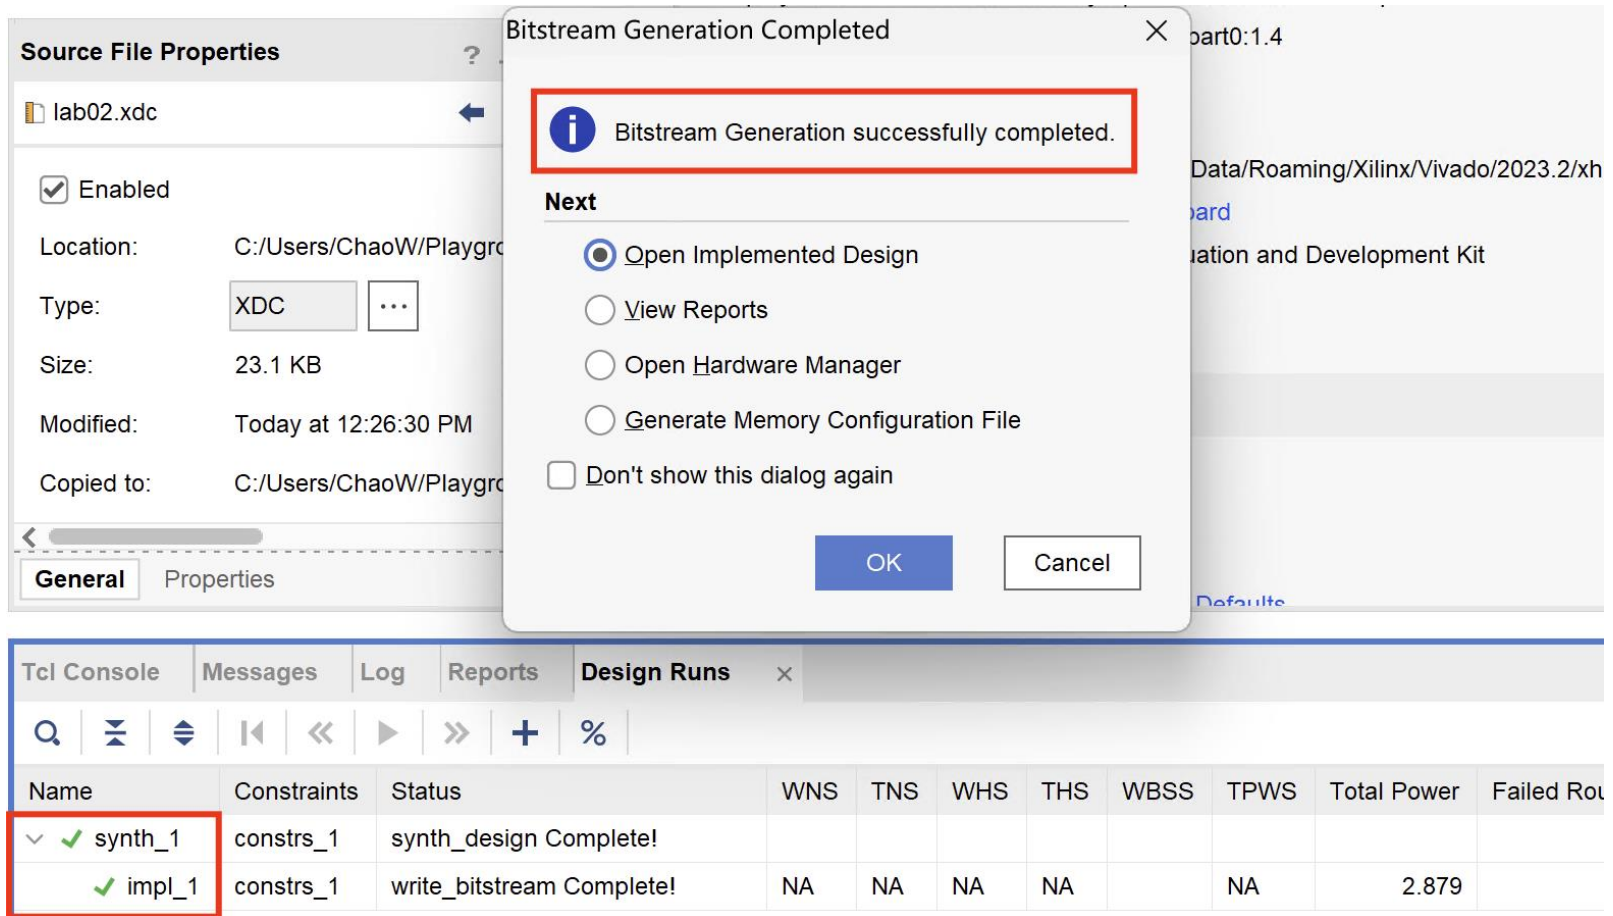 Source File Properties
?
lab02.xdc
Enabled
Location: C:/Users/ChaoW/Playgro
Type: XDC ...
Size: 23.1 KB
Modified: Today at 12:26:30 PM
Copied to: C:/Users/ChaoW/Playgro
General Properties
Bitstream Generation Completed
Bitstream Generation successfully completed.
Next
Open Implemented Design
View Reports
Open Hardware Manager
Generate Memory Configuration File
Don't show this dialog again
OK Cancel
part0:1.4
Data/Roaming/Xilinx/Vivado/2023.2/xh
oard
uation and Development Kit
Defaults
Tcl Console Messages Log Reports Design Runs
%
Name Constraints Status WNS TNS WHS THS WBSS TPWS Total Power Failed Rou
synth_1 constrs_1 synth_design Complete!
impl_1 constrs_1 write_bitstream Complete! NA NA NA NA NA 2.879